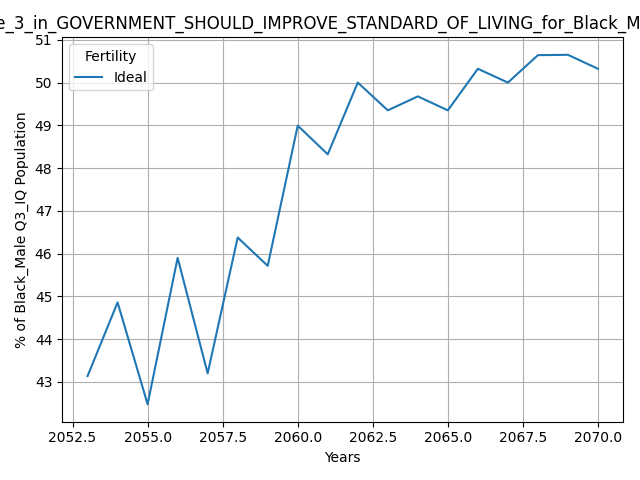 e_3_in_GOVERNMENT_SHOULD_IMPROVE_STANDARD_OF_LIVING_for_Black_M
51
50
49
48
47
46
45
44
43
% of Black_Male Q3_IQ Population
Fertility
Ideal
2052.5 2055.0 2057.5 2060.0 2062.5 2065.0 2067.5 2070.0
Years